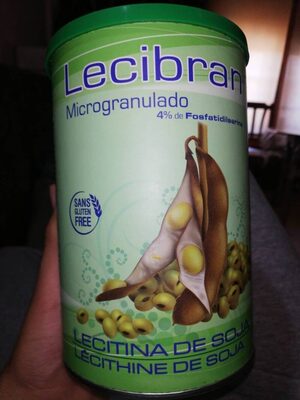 Lecibran
Microgranulado
4% de Fosfatidilserina
SANS
GLUTEN
FREE
LECITINA DE SOJA
LÉCITHINE DE SOJA